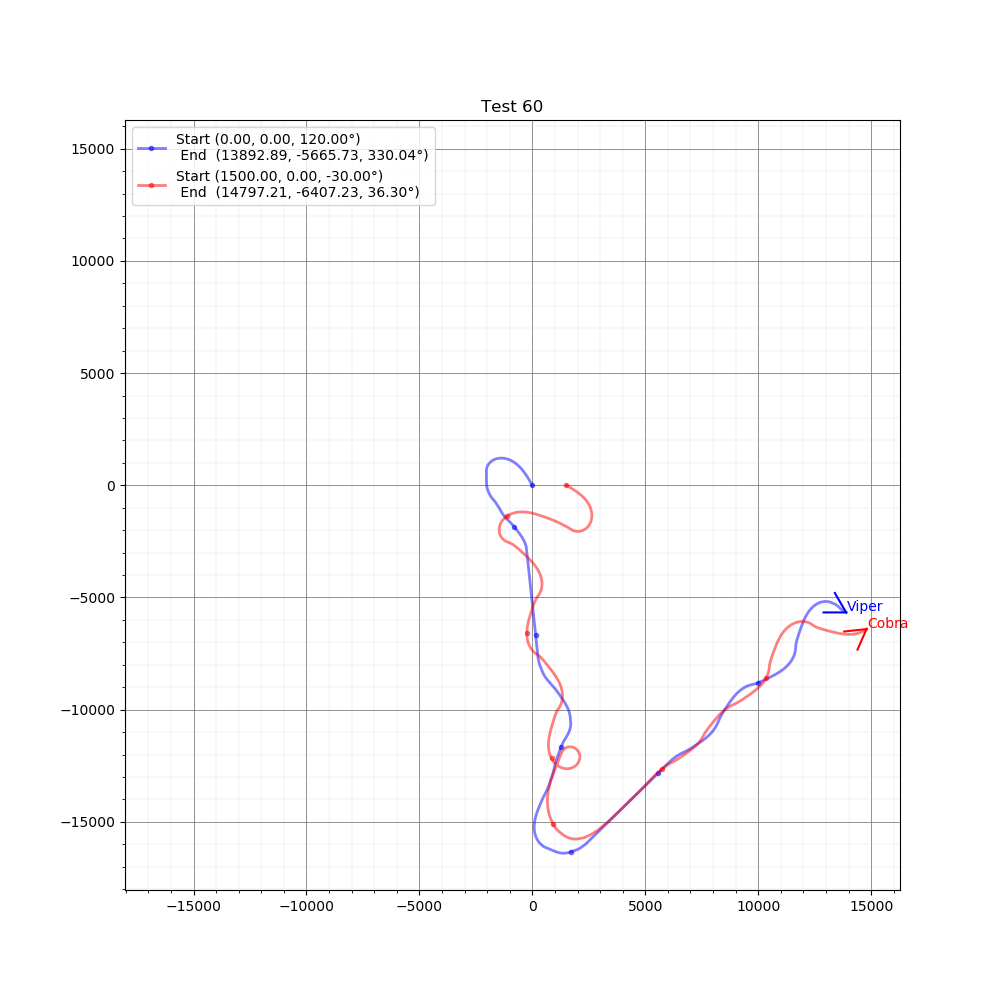 Test 60
Start (0.00, 0.00, 120.00°)
End  (13892.89, -5665.73, 330.04°)
Start (1500.00, 0.00, -30.00°)
End  (14797.21, -6407.23, 36.30°)
15000
10000
5000
0
−5000
−10000
−15000
Viper
Cobra
−15000 −10000 −5000 0 5000 10000 15000